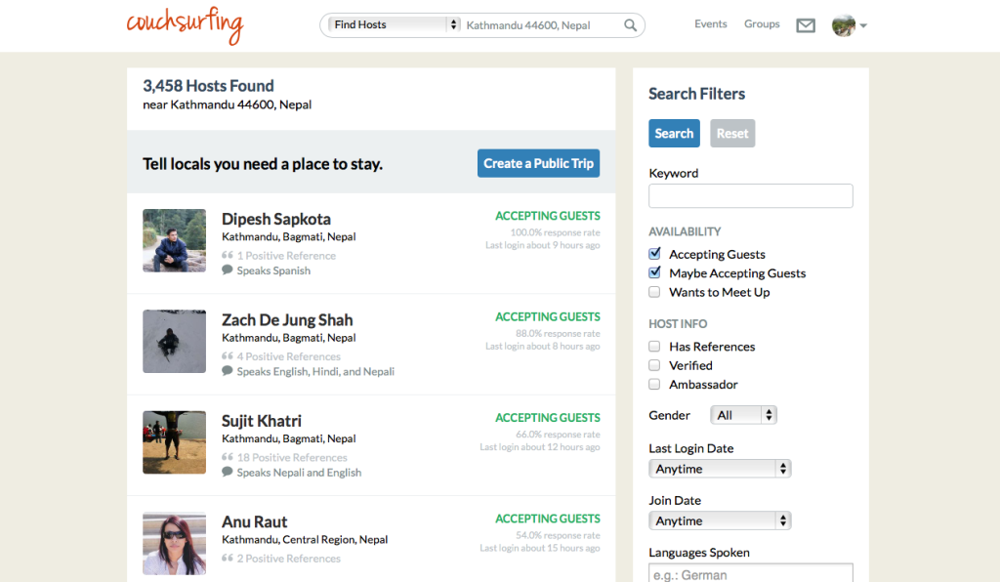 couchsurfing
Find Hosts
Kathmandu 44600, Nepal
Events
Groups
3,458 Hosts Found
near Kathmandu 44600, Nepal
Tell locals you need a place to stay.
Create a Public Trip
Dipesh Sapkota
Kathmandu, Bagmati, Nepal
1 Positive Reference
Speaks Spanish
ACCEPTING GUESTS
100.0% response rate
Last login about 9 hours ago
Zach De Jung Shah
Kathmandu, Bagmati, Nepal
4 Positive References
Speaks English, Hindi, and Nepali
ACCEPTING GUESTS
88.0% response rate
Last login about 8 hours ago
Sujit Khatri
Kathmandu, Bagmati, Nepal
18 Positive References
Speaks Nepali and English
ACCEPTING GUESTS
66.0% response rate
Last login about 12 hours ago
Anu Raut
Kathmandu, Central Region, Nepal
2 Positive References
ACCEPTING GUESTS
54.0% response rate
Last login about 15 hours ago
Search Filters
Search
Reset
Keyword
AVAILABILITY
Accepting Guests
Maybe Accepting Guests
Wants to Meet Up
HOST INFO
Has References
Verified
Ambassador
Gender
All
Last Login Date
Anytime
Join Date
Anytime
Languages Spoken
e.g.: German